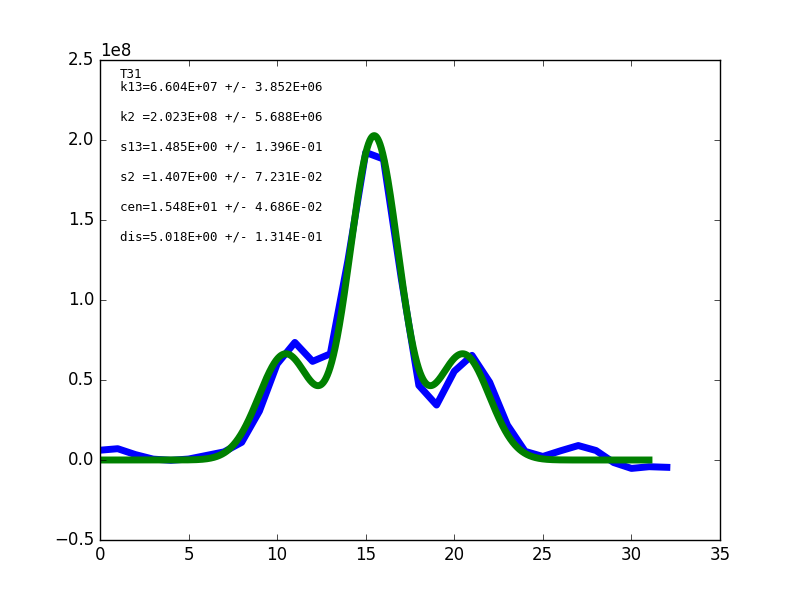 1e8
2.5
2.0
1.5
1.0
0.5
0.0
−0.5
T31
k13=6.604E+07 +/- 3.852E+06
k2 =2.023E+08 +/- 5.688E+06
s13=1.485E+00 +/- 1.396E-01
s2 =1.407E+00 +/- 7.231E-02
cen=1.548E+01 +/- 4.686E-02
dis=5.018E+00 +/- 1.314E-01
0 5 10 15 20 25 30 35